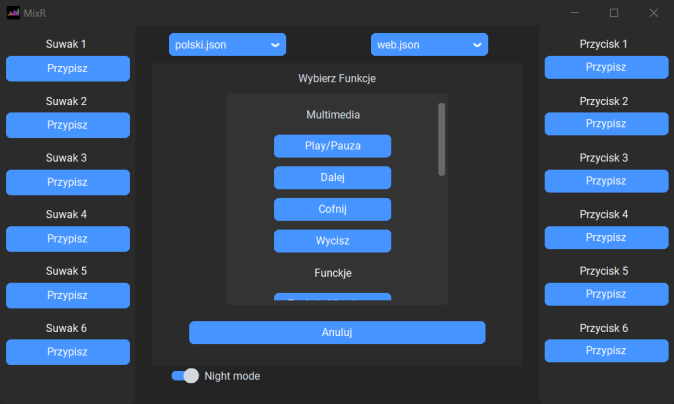 MixR
polski.json
web.json
Suwak 1
Przypisz
Suwak 2
Przypisz
Suwak 3
Przypisz
Suwak 4
Przypisz
Suwak 5
Przypisz
Suwak 6
Przypisz
Wybierz Funkcje
Multimedia
Play/Pauza
Dalej
Cofnij
Wycisz
Funckje
Anuluj
Night mode
Przycisk 1
Przypisz
Przycisk 2
Przypisz
Przycisk 3
Przypisz
Przycisk 4
Przypisz
Przycisk 5
Przypisz
Przycisk 6
Przypisz